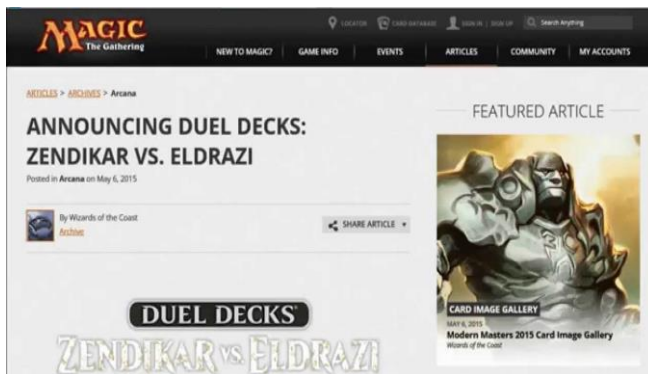 MAGIC
The Gathering
LOCATOR
CARD DATABASE
SIGN IN | SIGN UP
Search Anything
NEW TO MAGIC?
GAME INFO
EVENTS
ARTICLES
COMMUNITY
MY ACCOUNTS
ARTICLES > ARCHIVES > Arcana
ANNOUNCING DUEL DECKS:
ZENDIKAR VS. ELDRAZI
Posted in Arcana on May 6, 2015
By Wizards of the Coast
Archive
SHARE ARTICLE
DUEL DECKS
ZENDIKAR VS. ELDRAZI
FEATURED ARTICLE
CARD IMAGE GALLERY
MAY 6, 2015
Modern Masters 2015 Card Image Gallery
Wizards of the Coast